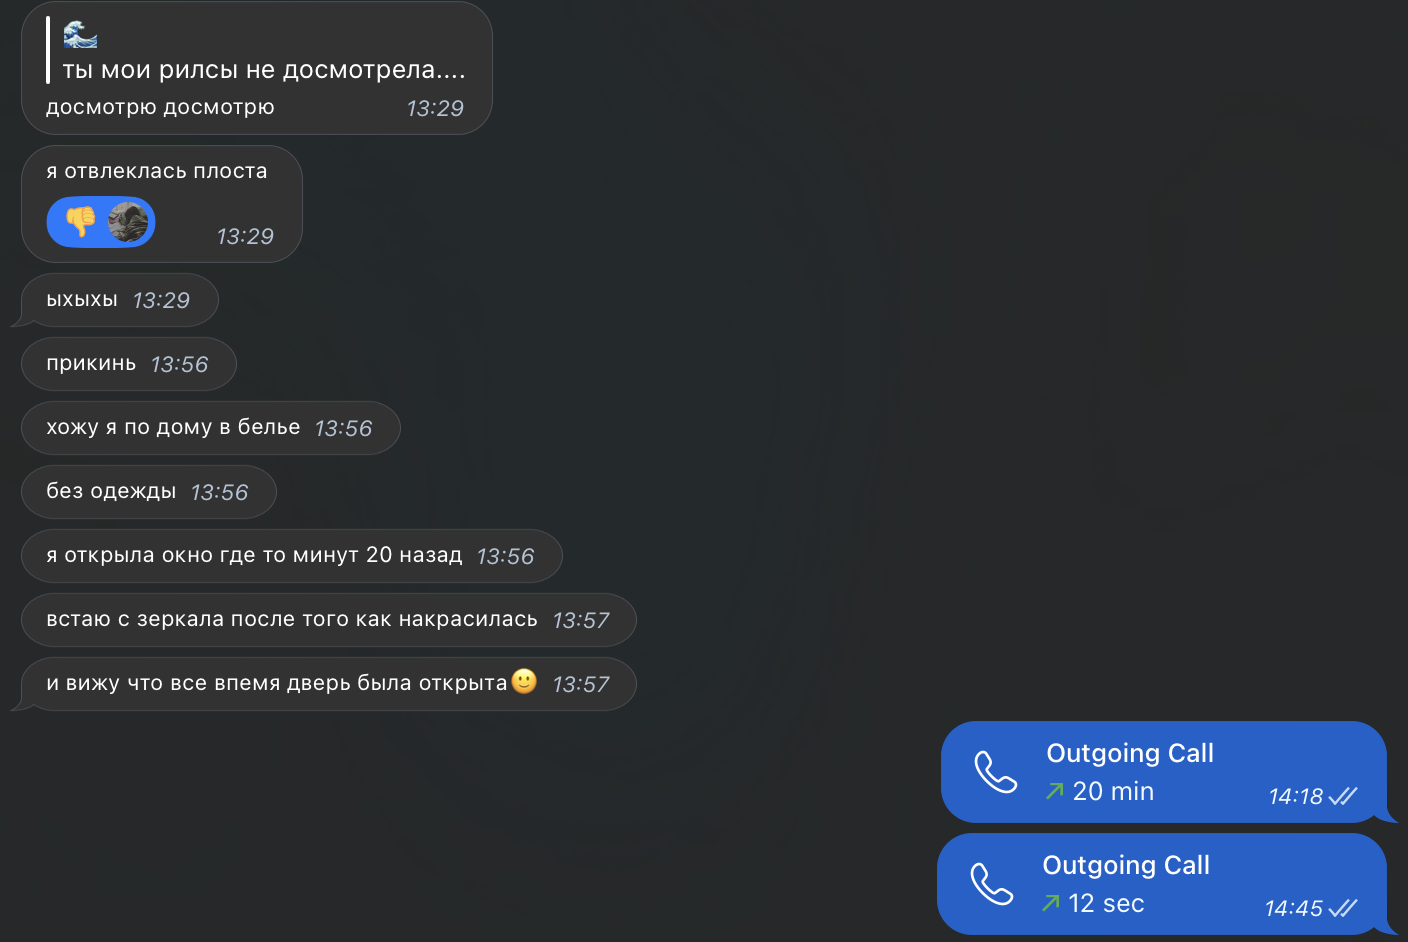 🌊
ты мои рилсы не досмотрела....
досмотрю досмотрю 13:29
я отвлеклась плоста
👎 13:29
ыхыхы 13:29
прикинь 13:56
хожу я по дому в белье 13:56
без одежды 13:56
я открыла окно где то минут 20 назад 13:56
встаю с зеркала после того как накрасилась 13:57
и вижу что все впемя дверь была открыта🙂 13:57
Outgoing Call
20 min 14:18
Outgoing Call
12 sec 14:45